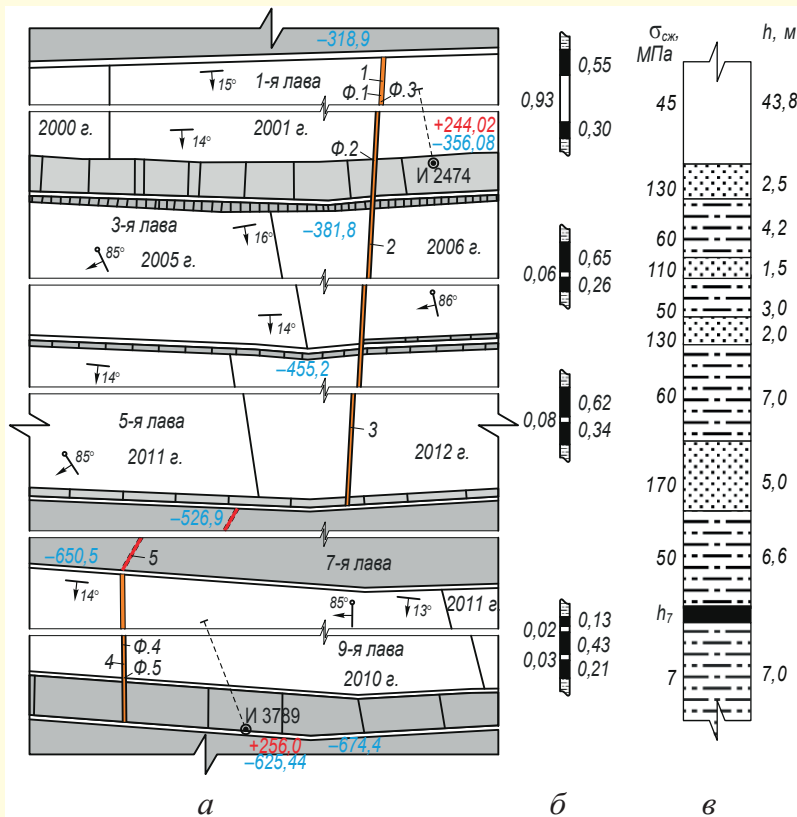 –318,9
15°
1-я лава
1
Ф.1
Ф.3
2000 г.
14°
2001 г.
+244,02
–356,08
Ф.2
И 2474
3-я лава
16°
–381,8
85°
2005 г.
2
2006 г.
86°
14°
–455,2
14°
5-я лава
85°
2011 г.
3
2012 г.
–526,9
–650,5
5
7-я лава
14°
85°
13°
2011 г.
Ф.4
4
Ф.5
9-я лава
2010 г.
И 3789
+256,0
–674,4
–625,44
а
0,55
0,93
0,30
0,65
0,06
0,26
0,62
0,08
0,34
0,13
0,02
0,43
0,03
0,21
б
σсж,
МПа
h, м
45
43,8
130
2,5
60
4,2
110
1,5
50
3,0
130
2,0
60
7,0
170
5,0
50
6,6
h7
7
7,0
в